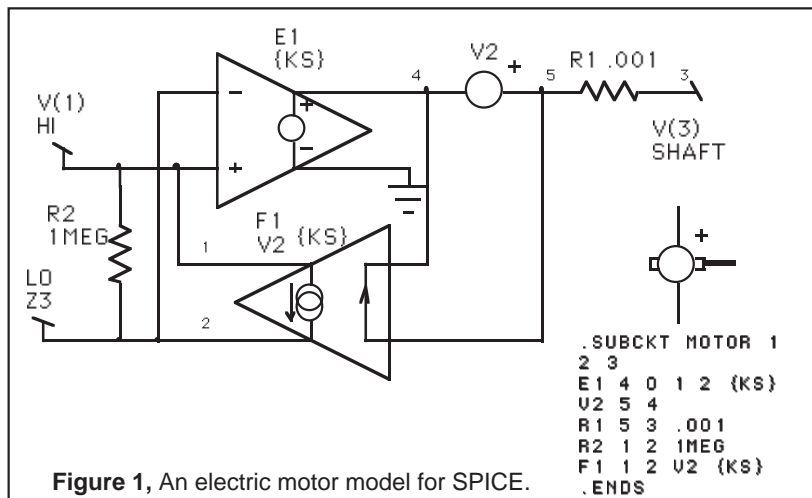 E1
{KS}
V2
+
4
5
R1 .001
3
V(1)
HI
−
+
−
+
V(3)
SHAFT
R2
1MEG
F1
V2 {KS}
1
LO
Z3
2
+
.SUBCKT MOTOR 1
2 3
E1 4 0 1 2 {KS}
V2 5 4
R1 5 3 .001
R2 1 2 1MEG
F1 1 2 V2 {KS}
.ENDS
Figure 1, An electric motor model for SPICE.